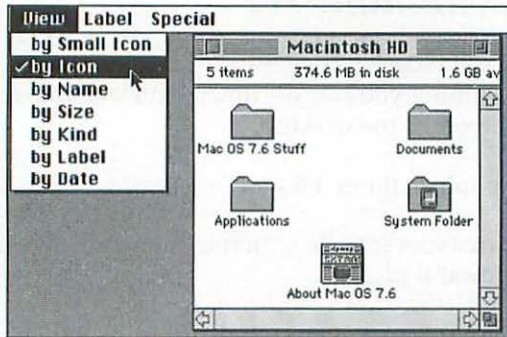 View Label Special
by Small Icon
✓by Icon
by Name
by Size
by Kind
by Label
by Date
Macintosh HD
5 items 374.6 MB in disk 1.6 GB av
Mac OS 7.6 Stuff Documents
Applications System Folder
About Mac OS 7.6